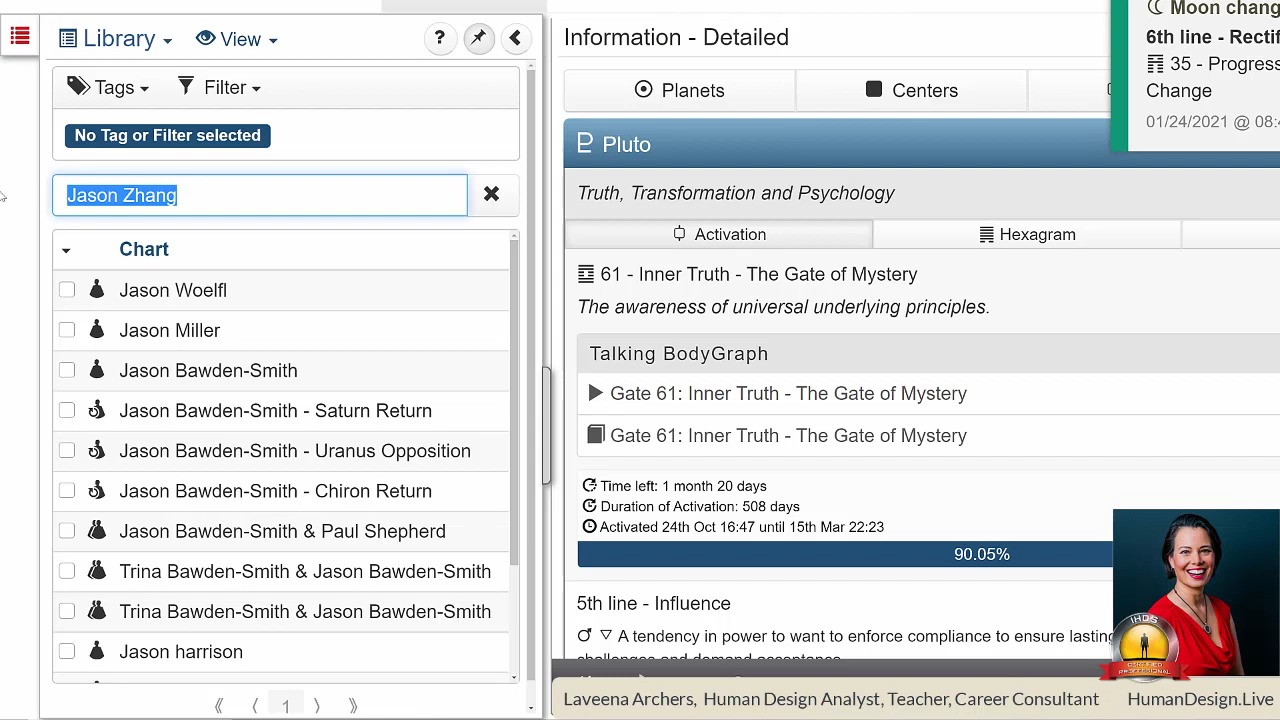 Library
View
?
Tags
Filter
No Tag or Filter selected
Jason Zhang
Chart
Jason Woelfl
Jason Miller
Jason Bawden-Smith
Jason Bawden-Smith - Saturn Return
Jason Bawden-Smith - Uranus Opposition
Jason Bawden-Smith - Chiron Return
Jason Bawden-Smith & Paul Shepherd
Trina Bawden-Smith & Jason Bawden-Smith
Trina Bawden-Smith & Jason Bawden-Smith
Jason harrison
1
Information - Detailed
Planets
Centers
Pluto
Truth, Transformation and Psychology
Activation
Hexagram
61 - Inner Truth - The Gate of Mystery
The awareness of universal underlying principles.
Talking BodyGraph
Gate 61: Inner Truth - The Gate of Mystery
Gate 61: Inner Truth - The Gate of Mystery
Time left: 1 month 20 days
Duration of Activation: 508 days
Activated 24th Oct 16:47 until 15th Mar 22:23
90.05%
5th line - Influence
A tendency in power to want to enforce compliance to ensure lasting
challenges and demand acceptance
Moon chang
6th line - Rectif
35 - Progress
Change
01/24/2021 @ 08:4
IHDS
CERTIFIED
PROFESSIONAL
Laveena Archers, Human Design Analyst, Teacher, Career Consultant
HumanDesign.Live